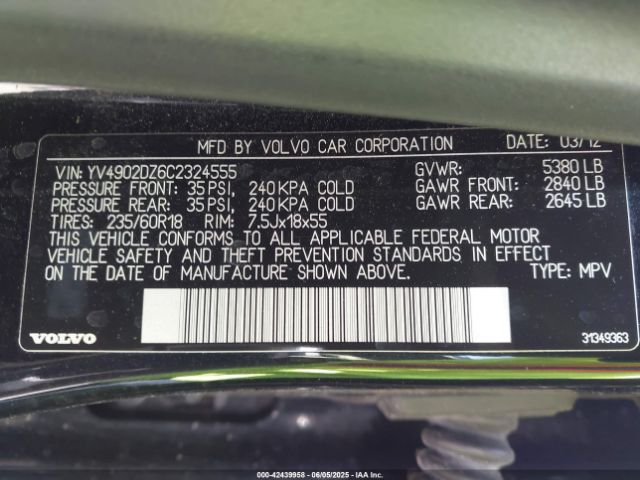 MFD BY VOLVO CAR CORPORATION DATE: 03/12
VIN: YV4902DZ6C2324555 GVWR: 5380 LB
PRESSURE FRONT: 35 PSI, 240 KPA COLD GAWR FRONT: 2840 LB
PRESSURE REAR: 35 PSI, 240 KPA COLD GAWR REAR: 2645 LB
TIRES: 235/60R18 RIM: 7.5Jx18x55
THIS VEHICLE CONFORMS TO ALL APPLICABLE FEDERAL MOTOR
VEHICLE SAFETY AND THEFT PREVENTION STANDARDS IN EFFECT
ON THE DATE OF MANUFACTURE SHOWN ABOVE. TYPE: MPV
VOLVO 31349363
000-42439958 - 06/05/2025 - IAA Inc.